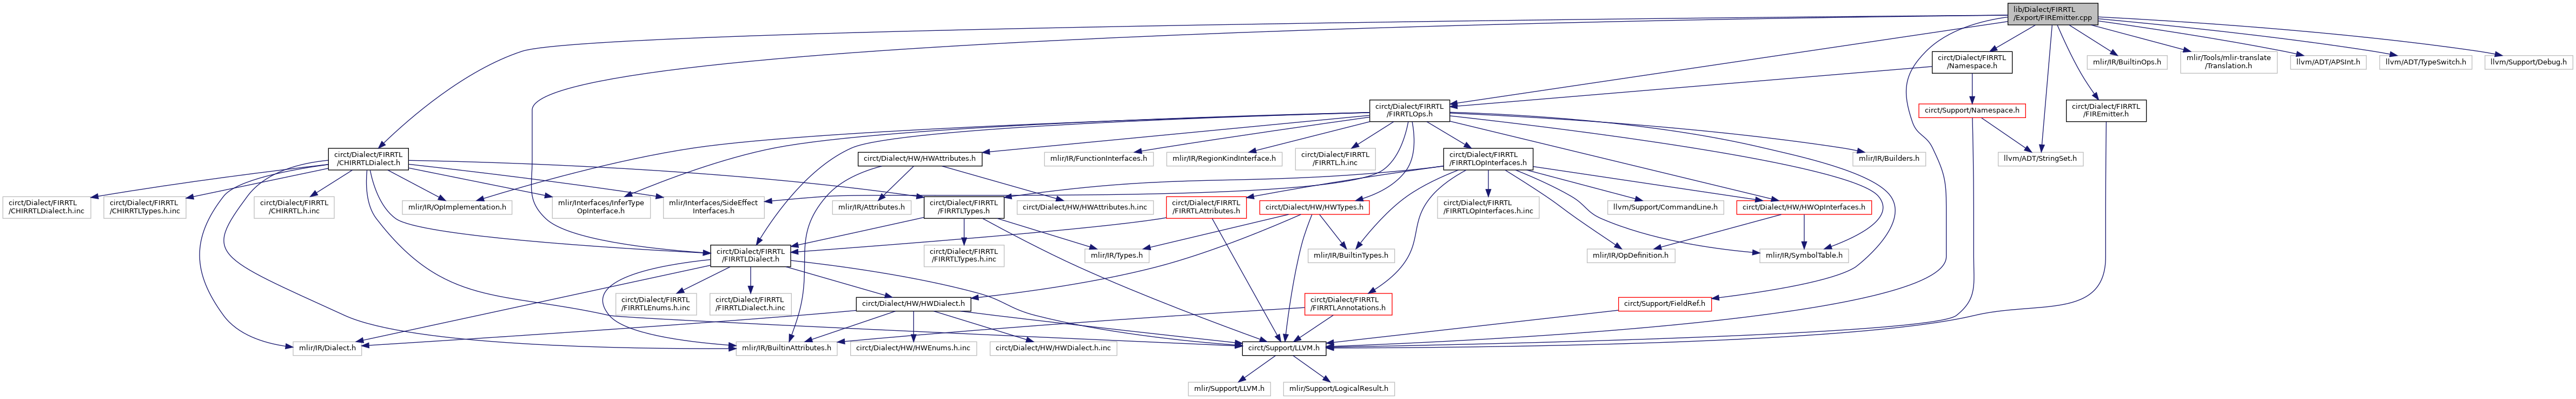 lib/Dialect/FIRRTL
/Export/FIREmitter.cpp
circt/Dialect/FIRRTL
/Namespace.h
mlir/IR/BuiltinOps.h
mlir/Tools/mlir-translate
/Translation.h
llvm/ADT/APSInt.h
llvm/ADT/TypeSwitch.h
llvm/Support/Debug.h
circt/Dialect/FIRRTL
/FIRRTLOps.h
circt/Support/Namespace.h
circt/Dialect/FIRRTL
/FIREmitter.h
circt/Dialect/FIRRTL
/CHIRRTLDialect.h
circt/Dialect/HW/HWAttributes.h
mlir/IR/FunctionInterfaces.h
mlir/IR/RegionKindInterface.h
circt/Dialect/FIRRTL
/FIRRTL.h.inc
circt/Dialect/FIRRTL
/FIRRTLOpInterfaces.h
mlir/IR/Builders.h
llvm/ADT/StringSet.h
circt/Dialect/FIRRTL
/CHIRRTLDialect.h.inc
circt/Dialect/FIRRTL
/CHIRRTLTypes.h.inc
circt/Dialect/FIRRTL
/CHIRRTL.h.inc
mlir/IR/OpImplementation.h
mlir/Interfaces/InferType
OpInterface.h
mlir/Interfaces/SideEffect
Interfaces.h
mlir/IR/Attributes.h
circt/Dialect/FIRRTL
/FIRRTLTypes.h
circt/Dialect/HW/HWAttributes.h.inc
circt/Dialect/FIRRTL
/FIRRTLAttributes.h
circt/Dialect/HW/HWTypes.h
circt/Dialect/FIRRTL
/FIRRTLOpInterfaces.h.inc
llvm/Support/CommandLine.h
circt/Dialect/HW/HWOpInterfaces.h
circt/Dialect/FIRRTL
/FIRRTLDialect.h
circt/Dialect/FIRRTL
/FIRRTLTypes.h.inc
mlir/IR/Types.h
mlir/IR/BuiltinTypes.h
mlir/IR/OpDefinition.h
mlir/IR/SymbolTable.h
circt/Dialect/FIRRTL
/FIRRTLEnums.h.inc
circt/Dialect/FIRRTL
/FIRRTLDialect.h.inc
circt/Dialect/HW/HWDialect.h
circt/Dialect/FIRRTL
/FIRRTLAnnotations.h
circt/Support/FieldRef.h
mlir/IR/Dialect.h
mlir/IR/BuiltinAttributes.h
circt/Dialect/HW/HWEnums.h.inc
circt/Dialect/HW/HWDialect.h.inc
circt/Support/LLVM.h
mlir/Support/LLVM.h
mlir/Support/LogicalResult.h